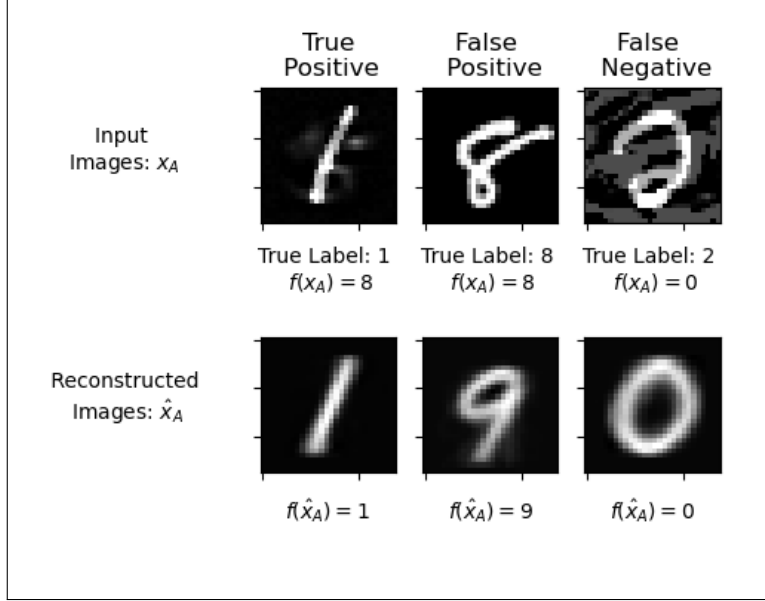 True
Positive
False
Positive
False
Negative
Input
Images: x_A
True Label: 1
f(x_A) = 8
True Label: 8
f(x_A) = 8
True Label: 2
f(x_A) = 0
Reconstructed
Images: x̂_A
f(x̂_A) = 1
f(x̂_A) = 9
f(x̂_A) = 0